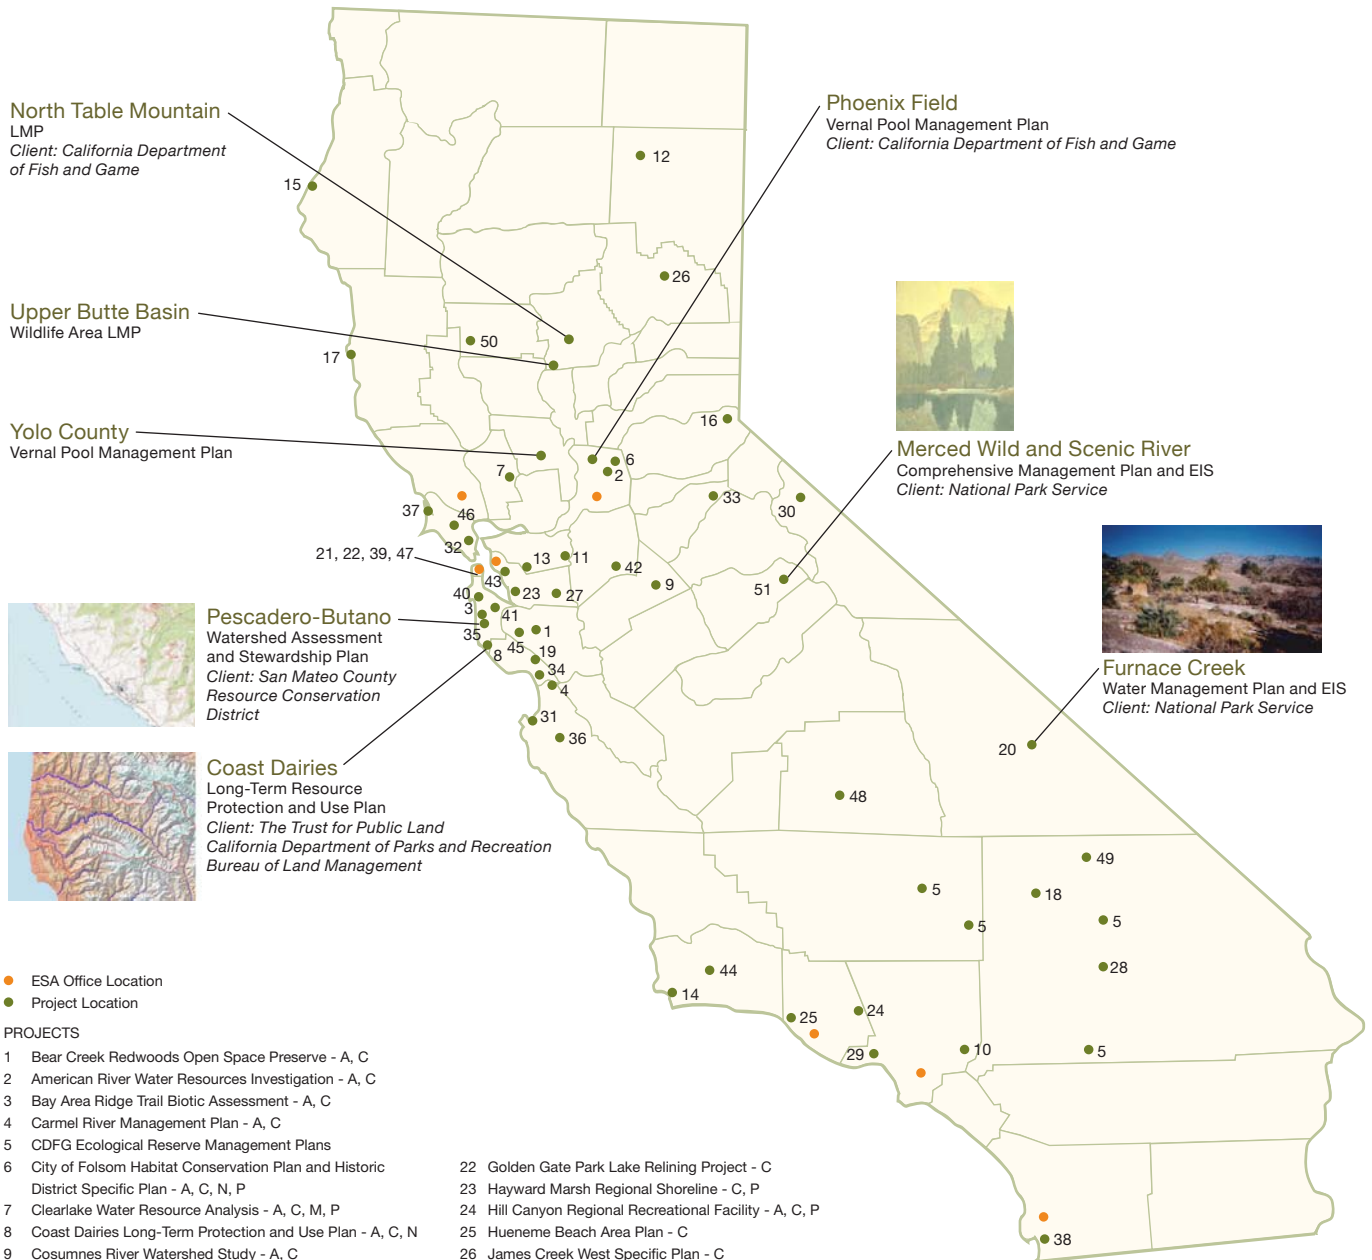 North Table Mountain
LMP
Client: California Department
of Fish and Game
Phoenix Field
Vernal Pool Management Plan
Client: California Department of Fish and Game
12
15
26
Upper Butte Basin
Wildlife Area LMP
50
17
16
Yolo County
Vernal Pool Management Plan
6
2
7
Merced Wild and Scenic River
Comprehensive Management Plan and EIS
Client: National Park Service
33
30
37
46
32
21, 22, 39, 47
13
11
42
43
9
51
40
23
27
3
41
35
45
1
8
19
34
4
Pescadero-Butano
Watershed Assessment
and Stewardship Plan
Client: San Mateo County
Resource Conservation
District
Furnace Creek
Water Management Plan and EIS
Client: National Park Service
31
36
20
Coast Dairies
Long-Term Resource
Protection and Use Plan
Client: The Trust for Public Land
California Department of Parks and Recreation
Bureau of Land Management
48
49
5
18
5
5
28
44
14
25
24
29
10
5
38
ESA Office Location
Project Location
PROJECTS
1 Bear Creek Redwoods Open Space Preserve - A, C
2 American River Water Resources Investigation - A, C
3 Bay Area Ridge Trail Biotic Assessment - A, C
4 Carmel River Management Plan - A, C
5 CDFG Ecological Reserve Management Plans
6 City of Folsom Habitat Conservation Plan and Historic
District Specific Plan - A, C, N, P
7 Clearlake Water Resource Analysis - A, C, M, P
8 Coast Dairies Long-Term Protection and Use Plan - A, C, N
9 Cosumnes River Watershed Study - A, C
22 Golden Gate Park Lake Relining Project - C
23 Hayward Marsh Regional Shoreline - C, P
24 Hill Canyon Regional Recreational Facility - A, C, P
25 Hueneme Beach Area Plan - C
26 James Creek West Specific Plan - C